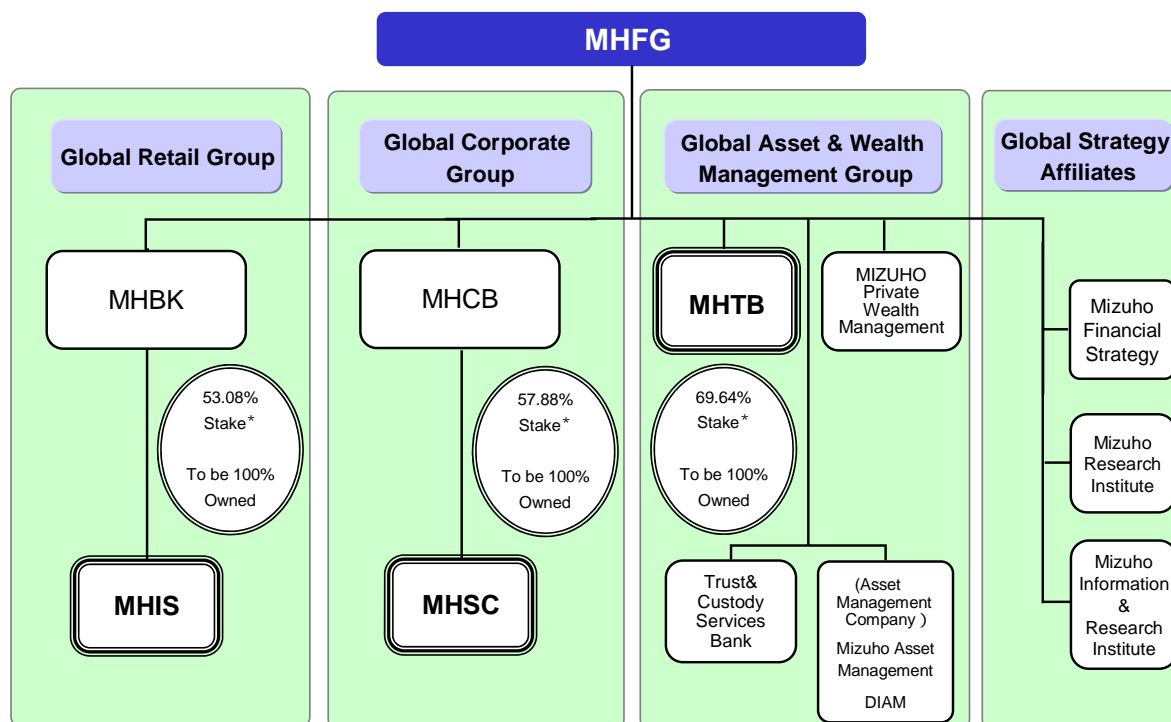 MHFG
Global Retail Group
Global Corporate
Group
Global Asset & Wealth
Management Group
Global Strategy
Affiliates
MHBK
MHCB
MHTB
MIZUHO
Private
Wealth
Management
Mizuho
Financial
Strategy
53.08%
Stake*
To be 100%
Owned
57.88%
Stake*
To be 100%
Owned
69.64%
Stake*
To be 100%
Owned
Mizuho
Research
Institute
MHIS
MHSC
Trust&
Custody
Services
Bank
(Asset
Management
Company )
Mizuho Asset
Management
DIAM
Mizuho
Information
&
Research
Institute